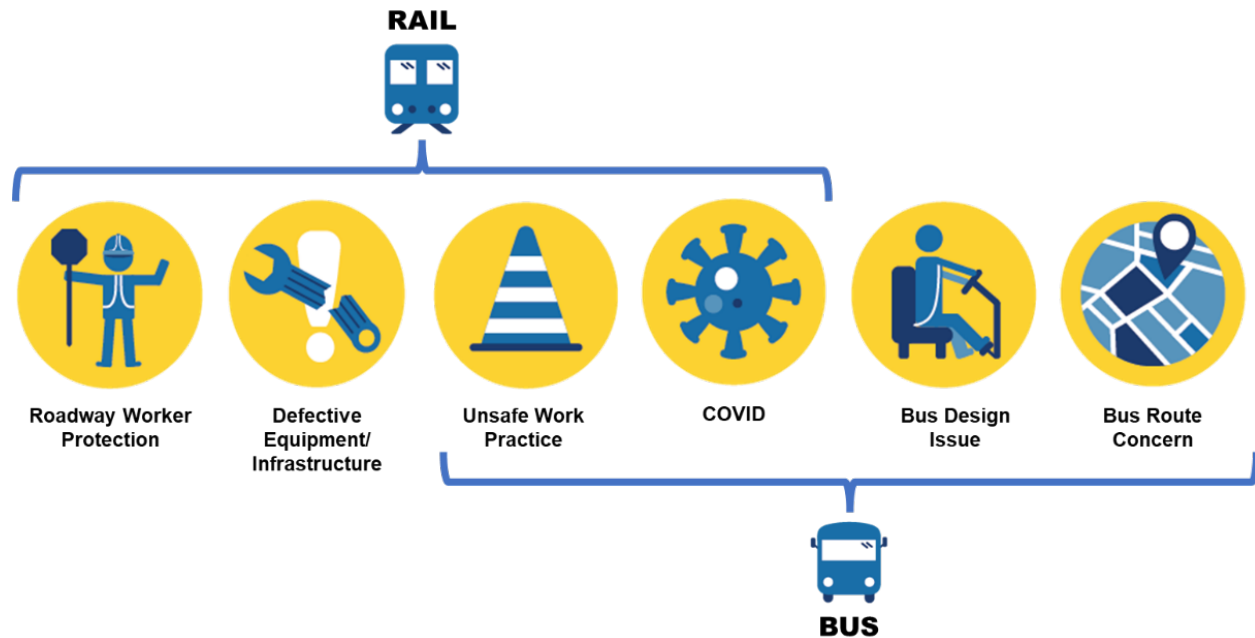 RAIL
Roadway Worker
Protection
Defective
Equipment/
Infrastructure
Unsafe Work
Practice
COVID
Bus Design
Issue
Bus Route
Concern
BUS